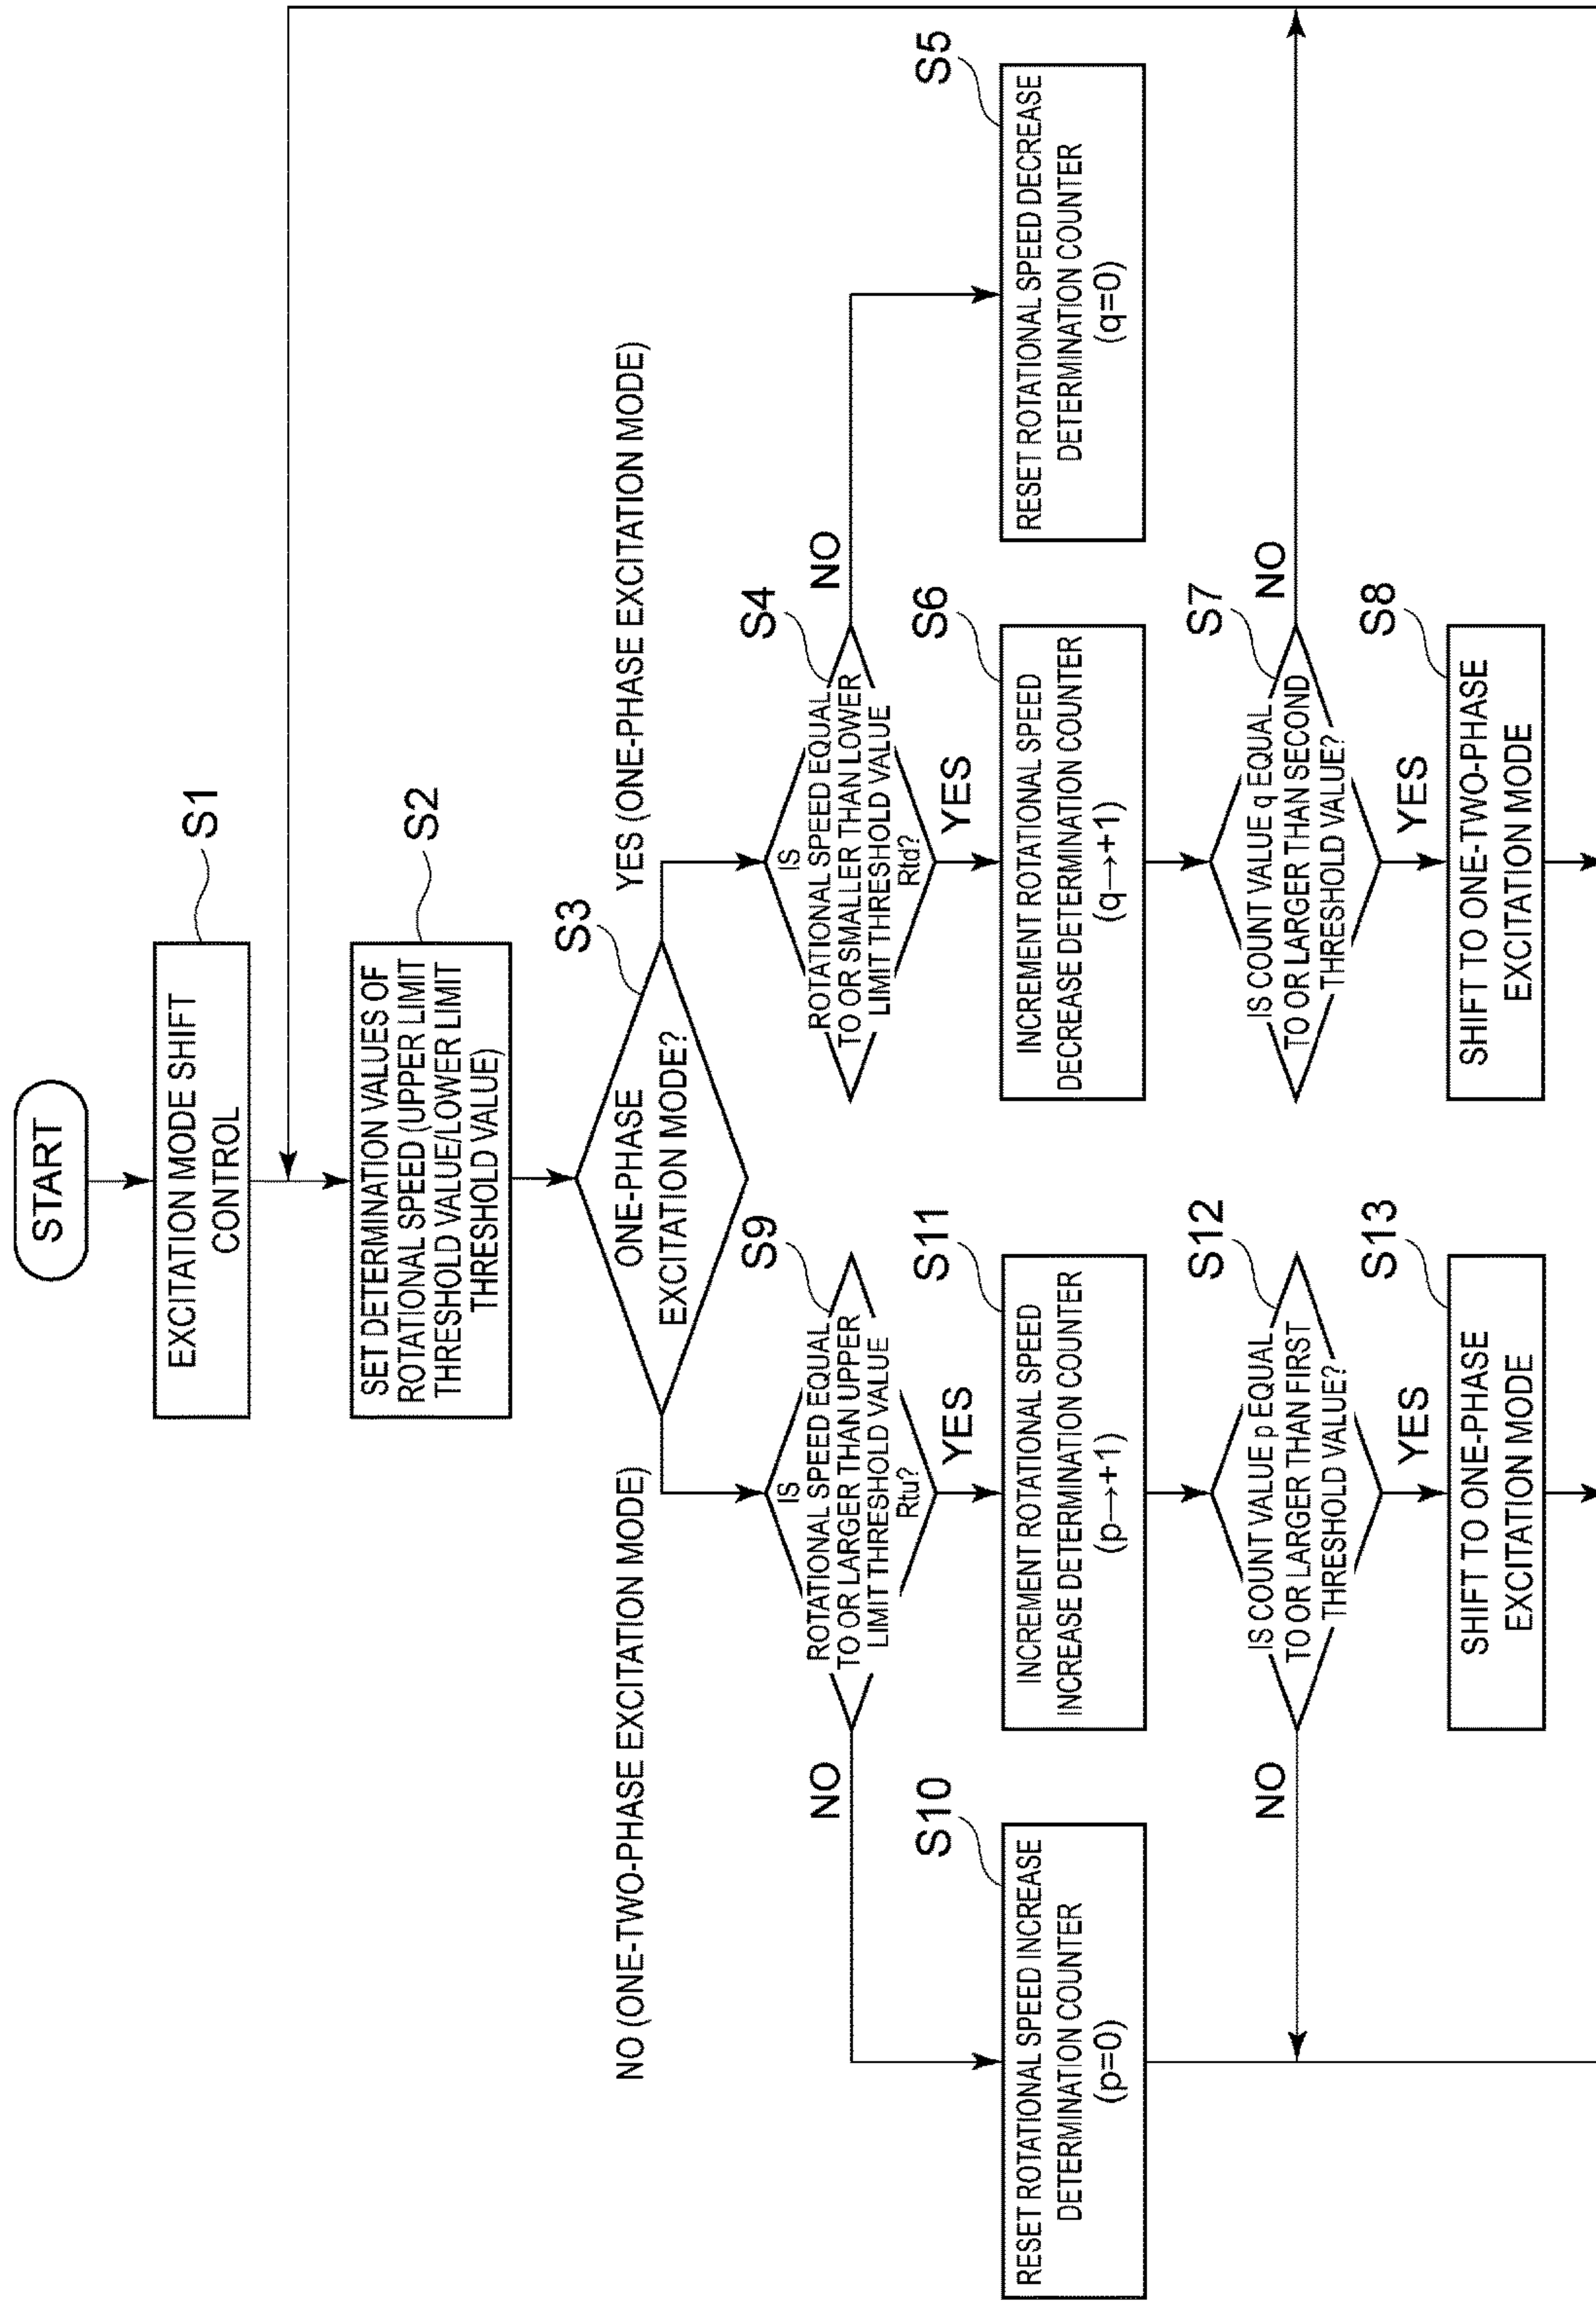 START
EXCITATION MODE SHIFT
CONTROL
S1
SET DETERMINATION VALUES OF
ROTATIONAL SPEED (UPPER LIMIT
THRESHOLD VALUE/LOWER LIMIT
THRESHOLD VALUE)
S2
ONE-PHASE
EXCITATION MODE?
S3
NO (ONE-TWO-PHASE EXCITATION MODE)
YES (ONE-PHASE EXCITATION MODE)
IS
ROTATIONAL SPEED EQUAL
TO OR SMALLER THAN LOWER
LIMIT THRESHOLD VALUE
Rtd?
S4
NO
YES
RESET ROTATIONAL SPEED DECREASE
DETERMINATION COUNTER
(q=0)
S5
INCREMENT ROTATIONAL SPEED
DECREASE DETERMINATION COUNTER
(q→+1)
S6
IS COUNT VALUE q EQUAL
TO OR LARGER THAN SECOND
THRESHOLD VALUE?
S7
NO
YES
SHIFT TO ONE-TWO-PHASE
EXCITATION MODE
S8
IS
ROTATIONAL SPEED EQUAL
TO OR LARGER THAN UPPER
LIMIT THRESHOLD VALUE
Rtu?
S9
NO
YES
RESET ROTATIONAL SPEED INCREASE
DETERMINATION COUNTER
(p=0)
S10
INCREMENT ROTATIONAL SPEED
INCREASE DETERMINATION COUNTER
(p→+1)
S11
IS COUNT VALUE p EQUAL
TO OR LARGER THAN FIRST
THRESHOLD VALUE?
S12
NO
YES
SHIFT TO ONE-PHASE
EXCITATION MODE
S13